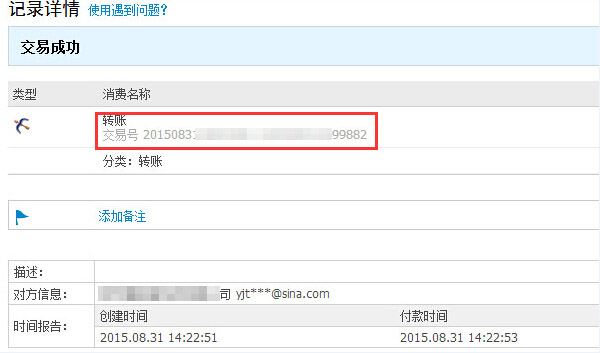 记录详情 使用遇到问题?
交易成功
类型 消费名称
转账
交易号 2015083 99882
分类：转账
添加备注
描述：
对方信息： 司 yjt***@sina.com
时间报告： 创建时间 付款时间
2015.08.31 14:22:51 2015.08.31 14:22:53